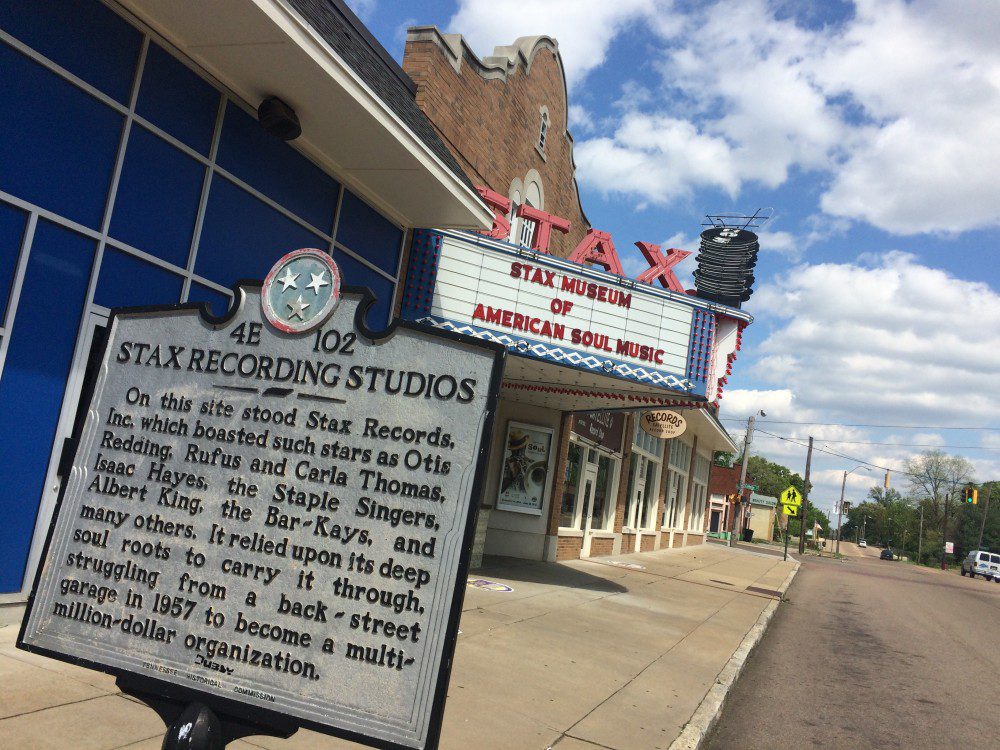 4E 102
STAX RECORDING STUDIOS
On this site stood Stax Records,
Inc. which boasted such stars as Otis
Redding, Rufus and Carla Thomas,
Isaac Hayes, the Staple Singers,
Albert King, the Bar-Kays, and
many others. It relied upon its deep
soul roots to carry it through,
struggling from a back-street
garage in 1957 to become a multi-
million-dollar organization.
TENNESSEE HISTORICAL COMMISSION
STAX
STAX MUSEUM
OF
AMERICAN SOUL MUSIC
RECORDS